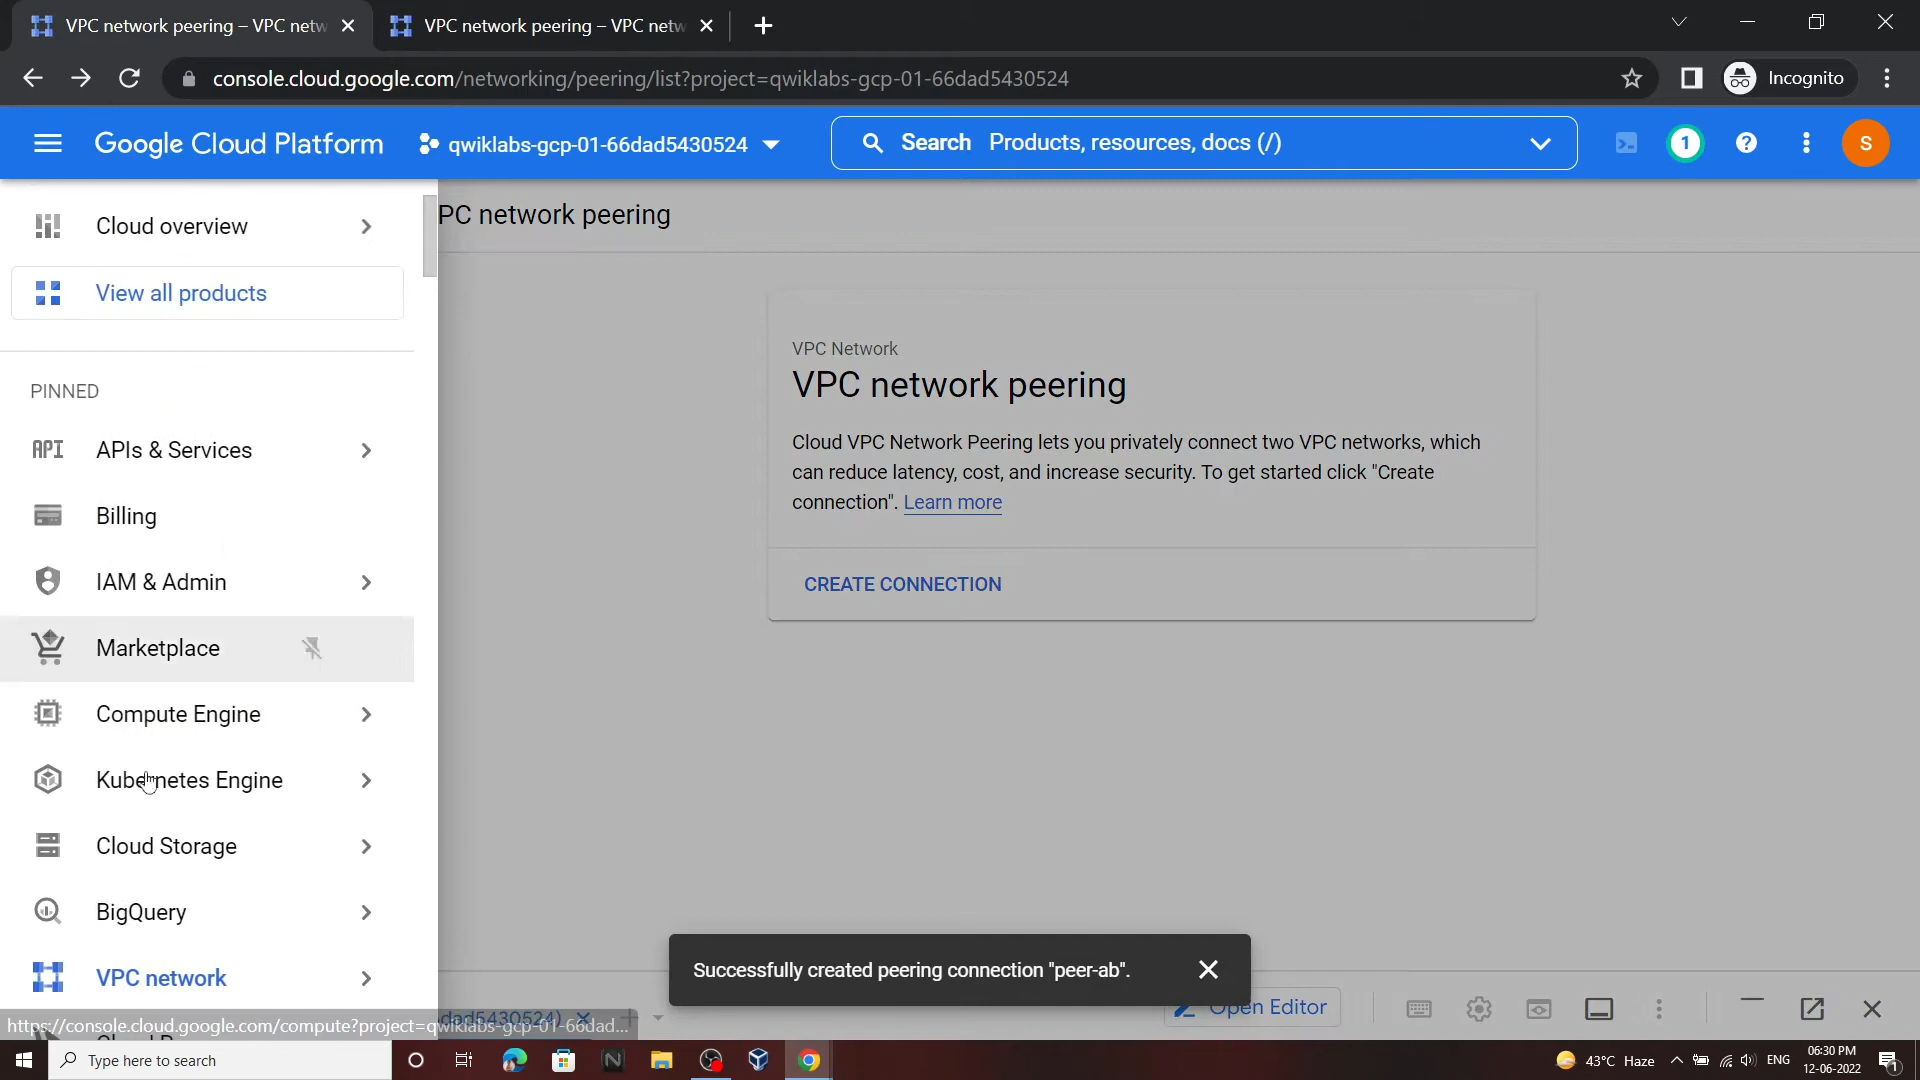 VPC network peering – VPC netw
VPC network peering – VPC netw
console.cloud.google.com/networking/peering/list?project=qwiklabs-gcp-01-66dad5430524
Incognito
Google Cloud Platform
qwiklabs-gcp-01-66dad5430524
Search Products, resources, docs (/)
1
S
Cloud overview
PC network peering
View all products
PINNED
API APIs & Services
Billing
IAM & Admin
Marketplace
Compute Engine
Kubernetes Engine
Cloud Storage
BigQuery
VPC network
VPC Network
VPC network peering
Cloud VPC Network Peering lets you privately connect two VPC networks, which
can reduce latency, cost, and increase security. To get started click "Create
connection". Learn more
CREATE CONNECTION
Successfully created peering connection "peer-ab".
dad5430524)
Open Editor
https://console.cloud.google.com/compute?project=qwiklabs-gcp-01-66dad...
Type here to search
43°C Haze
ENG
06:30 PM
12-06-2022
1